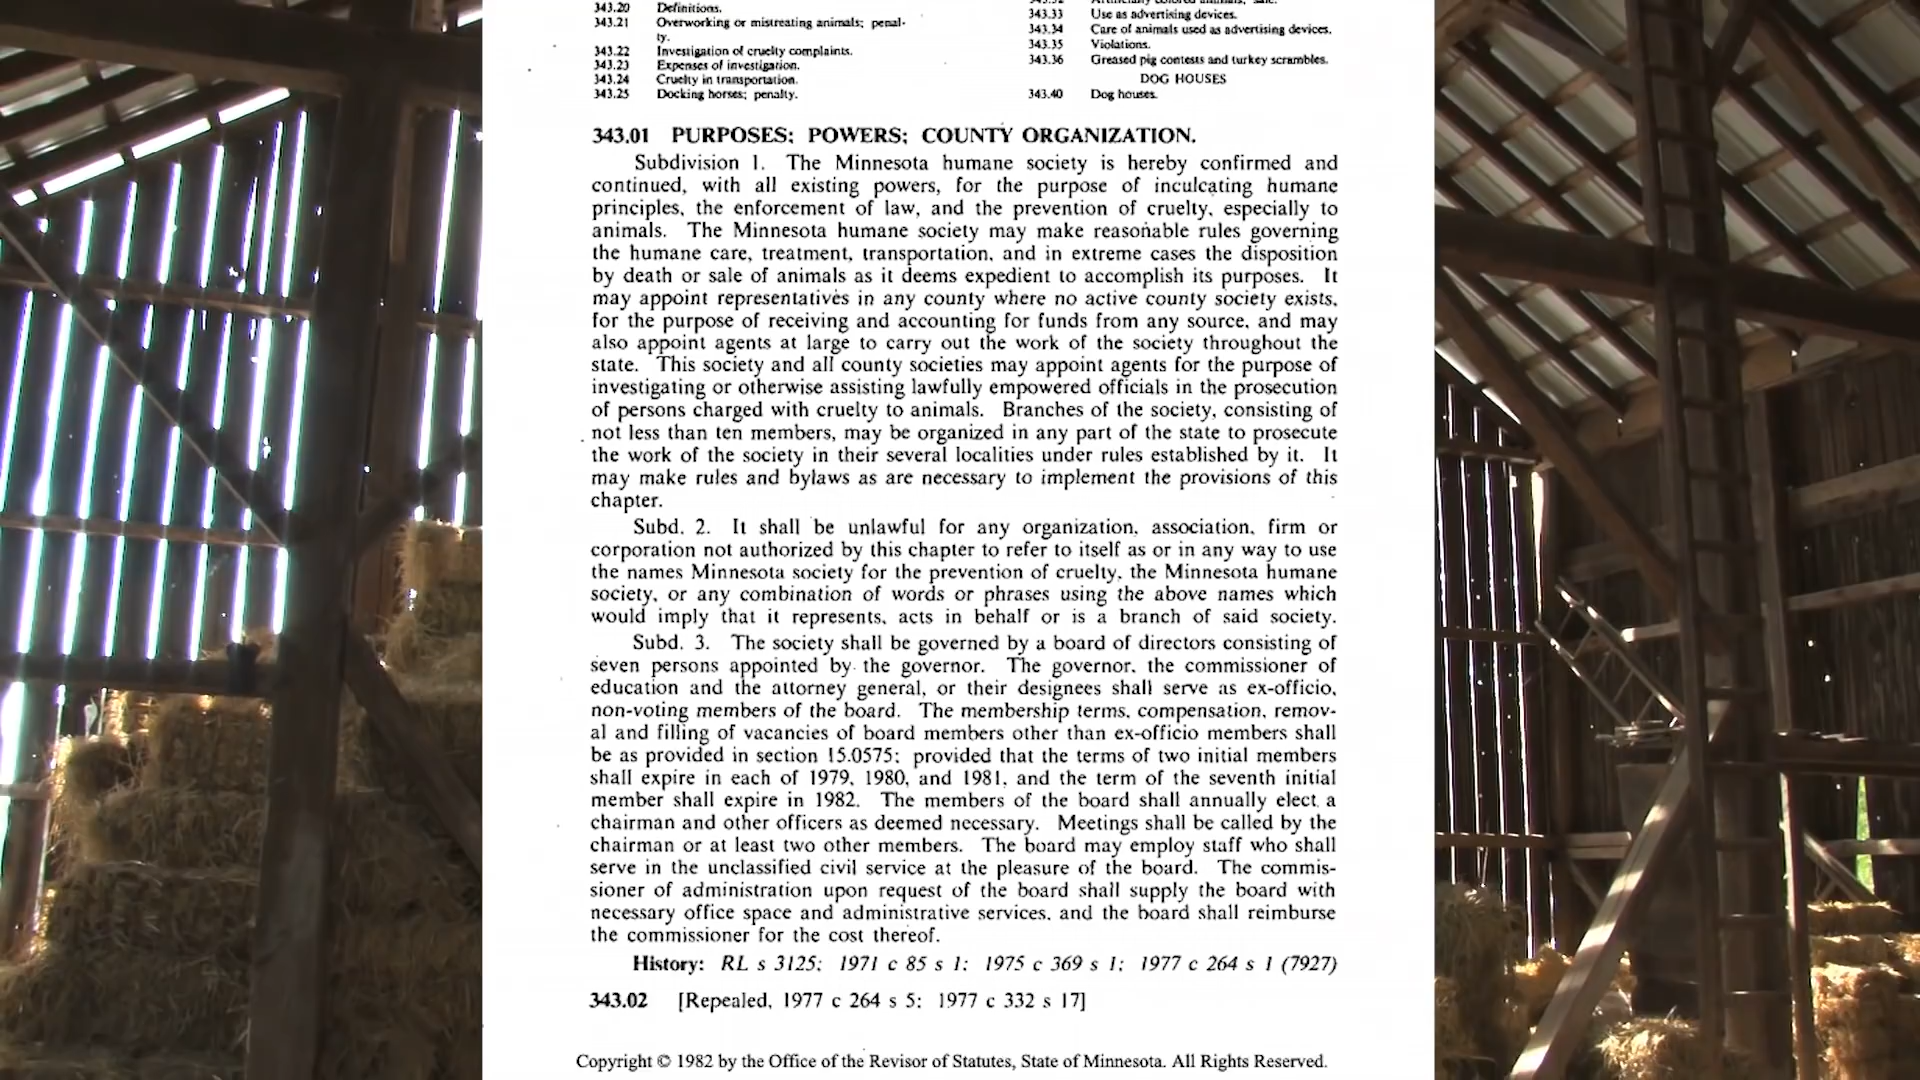 343.20 Definitions.
343.21 Overworking or mistreating animals; penal-
ty.
343.22 Investigation of cruelty complaints.
343.23 Expenses of investigation.
343.24 Cruelty in transportation.
343.25 Docking horses; penalty.
343.33 Use as advertising devices.
343.34 Care of animals used as advertising devices.
343.35 Violations.
343.36 Greased pig contests and turkey scrambles.
DOG HOUSES
343.40 Dog houses.
343.01 PURPOSES; POWERS; COUNTY ORGANIZATION.
Subdivision 1. The Minnesota humane society is hereby confirmed and
continued, with all existing powers, for the purpose of inculcating humane
principles, the enforcement of law, and the prevention of cruelty, especially to
animals. The Minnesota humane society may make reasonable rules governing
the humane care, treatment, transportation, and in extreme cases the disposition
by death or sale of animals as it deems expedient to accomplish its purposes. It
may appoint representatives in any county where no active county society exists,
for the purpose of receiving and accounting for funds from any source, and may
also appoint agents at large to carry out the work of the society throughout the
state. This society and all county societies may appoint agents for the purpose of
investigating or otherwise assisting lawfully empowered officials in the prosecution
of persons charged with cruelty to animals. Branches of the society, consisting of
not less than ten members, may be organized in any part of the state to prosecute
the work of the society in their several localities under rules established by it. It
may make rules and bylaws as are necessary to implement the provisions of this
chapter.
Subd. 2. It shall be unlawful for any organization, association, firm or
corporation not authorized by this chapter to refer to itself as or in any way to use
the names Minnesota society for the prevention of cruelty, the Minnesota humane
society, or any combination of words or phrases using the above names which
would imply that it represents, acts in behalf or is a branch of said society.
Subd. 3. The society shall be governed by a board of directors consisting of
seven persons appointed by the governor. The governor, the commissioner of
education and the attorney general, or their designees shall serve as ex-officio,
non-voting members of the board. The membership terms, compensation, remov-
al and filling of vacancies of board members other than ex-officio members shall
be as provided in section 15.0575; provided that the terms of two initial members
shall expire in each of 1979, 1980, and 1981, and the term of the seventh initial
member shall expire in 1982. The members of the board shall annually elect a
chairman and other officers as deemed necessary. Meetings shall be called by the
chairman or at least two other members. The board may employ staff who shall
serve in the unclassified civil service at the pleasure of the board. The commis-
sioner of administration upon request of the board shall supply the board with
necessary office space and administrative services, and the board shall reimburse
the commissioner for the cost thereof.
History: RL s 3125; 1971 c 85 s 1; 1975 c 369 s 1; 1977 c 264 s 1 (7927)
343.02 [Repealed, 1977 c 264 s 5; 1977 c 332 s 17]
Copyright © 1982 by the Office of the Revisor of Statutes, State of Minnesota. All Rights Reserved.